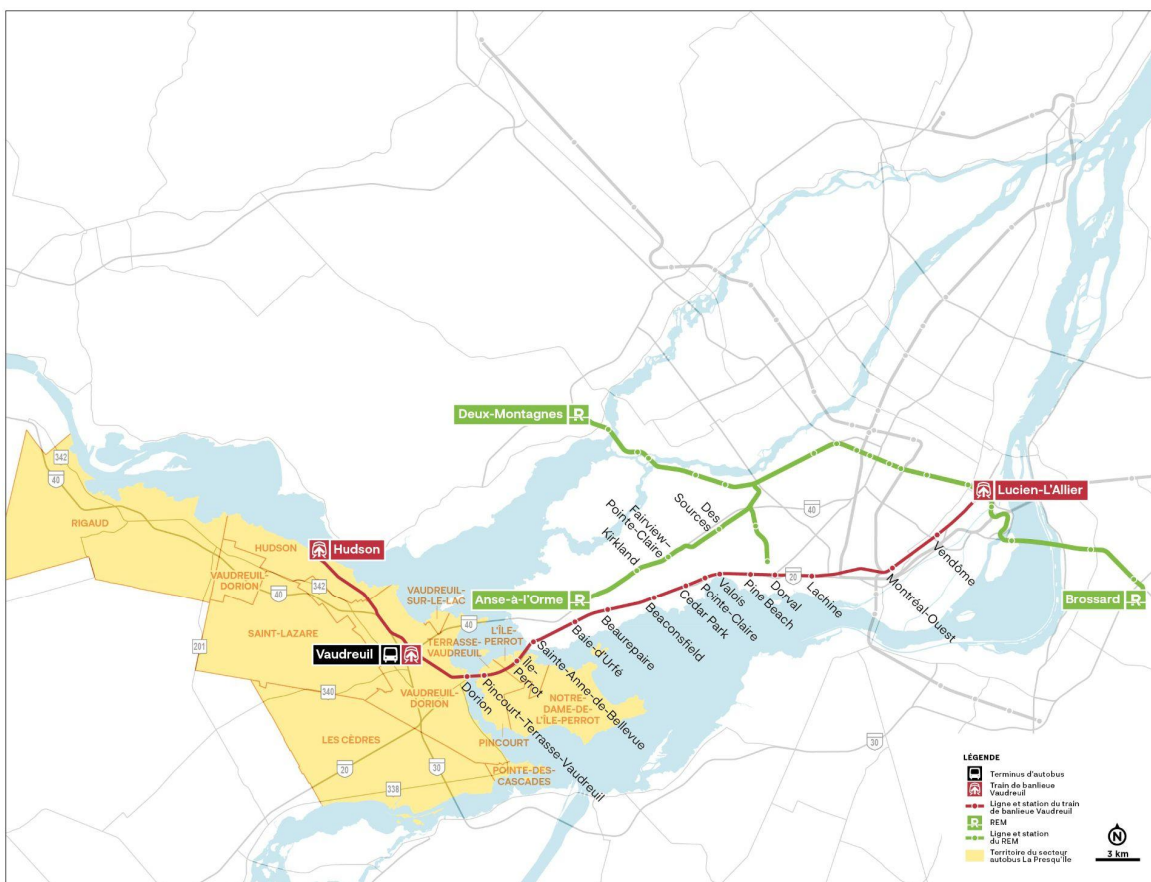 Deux-Montagnes
Lucien-L'Allier
Brossard
Anse-à-l'Orme
Kirkland
Fairview–
Pointe-Claire
Des
Sources
40
20
30
Hudson
Vaudreuil
342
40
RIGAUD
HUDSON
VAUDREUIL-
DORION
342
40
VAUDREUIL-
SUR-LE-LAC
40
SAINT-LAZARE
TERRASSE-
VAUDREUIL
L'ÎLE-
PERROT
201
340
VAUDREUIL-
DORION
NOTRE-
DAME-DE-
L'ÎLE-PERROT
LES CÈDRES
PINCOURT
POINTE-DES-
CASCADES
20
30
338
Dorion
Pincourt–Terrasse-Vaudreuil
Île-
Perrot
Sainte-Anne-de-Bellevue
Baie-d'Urfé
Beaurepaire
Beaconsfield
Cedar Park
Pointe-Claire
Valois
Pine Beach
Dorval
Lachine
Montréal-Ouest
Vendôme
LÉGENDE
Terminus d'autobus
Train de banlieue
Vaudreuil
Ligne et station du train
de banlieue Vaudreuil
REM
Ligne et station
du REM
Territoire du secteur
autobus La Presqu'île
N
3 km